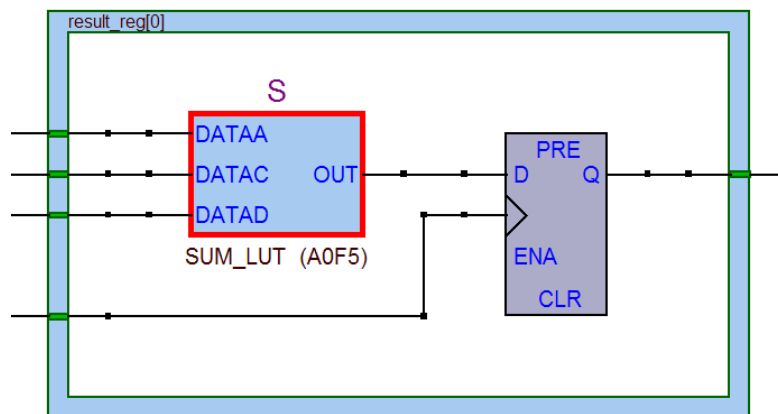 result_reg[0]
S
DATAA
DATAC OUT
DATAD
SUM_LUT (A0F5)
PRE
D Q
ENA
CLR